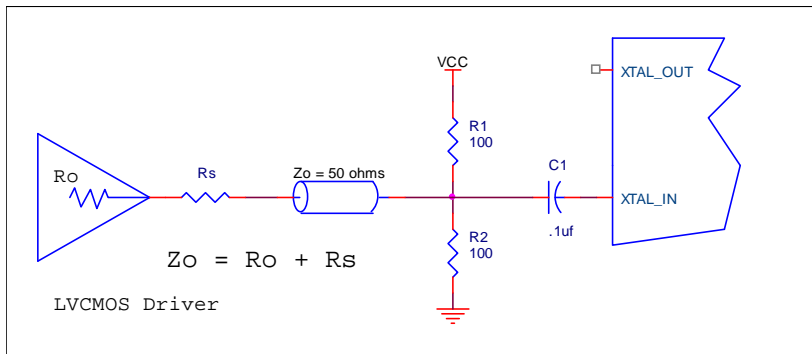 VCC
XTAL_OUT
R1
100
Ro
Rs
Zo = 50 ohms
C1
XTAL_IN
.1uf
R2
100
Zo = Ro + Rs
LVCMOS Driver